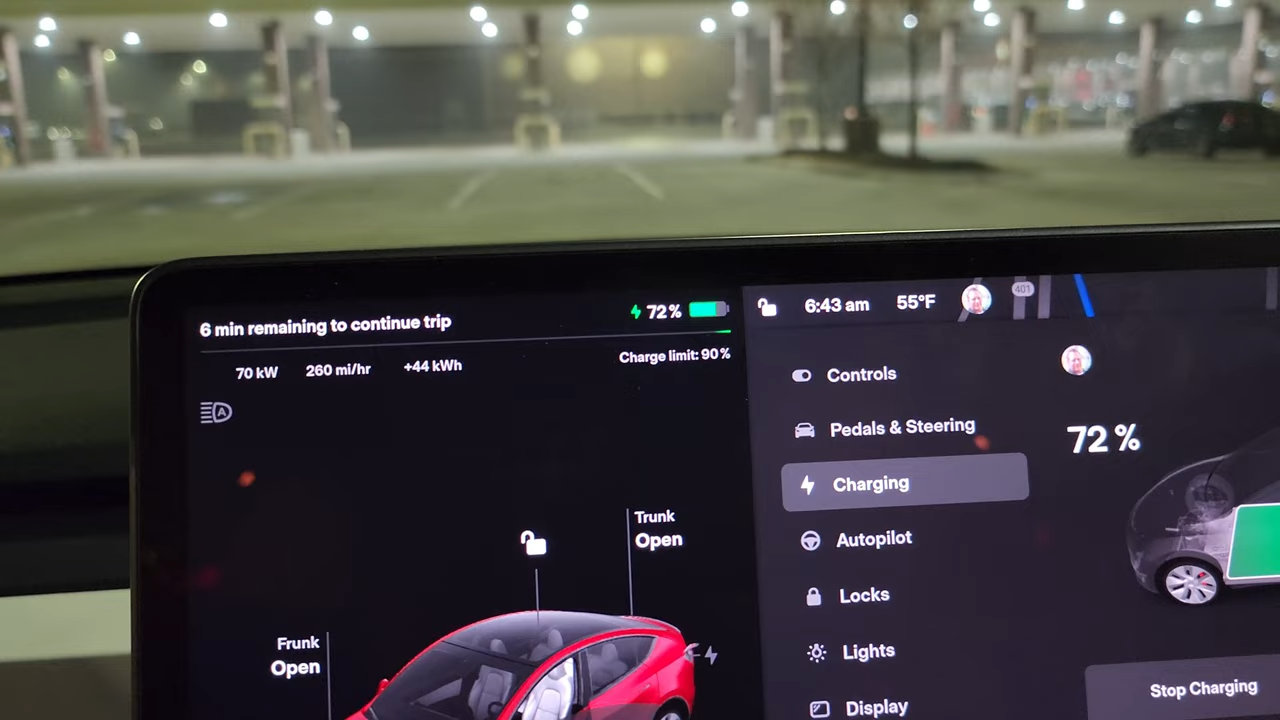 6 min remaining to continue trip
72%
70 kW 260 mi/hr +44 kWh
Charge limit: 90%
A
Trunk
Open
Frunk
Open
6:43 am 55°F
401
Controls
Pedals & Steering
Charging
Autopilot
Locks
Lights
Display
72 %
Stop Charging